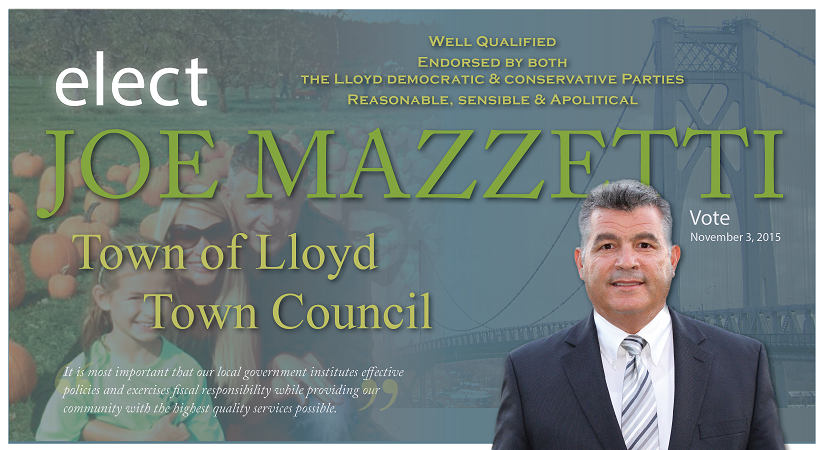 elect
Well Qualified
Endorsed by both
the Lloyd democratic & conservative Parties
Reasonable, sensible & Apolitical
JOE MAZZETTI
Vote
November 3, 2015
Town of Lloyd
Town Council
It is most important that our local government institutes effective
policies and exercises fiscal responsibility while providing our
community with the highest quality services possible.
”